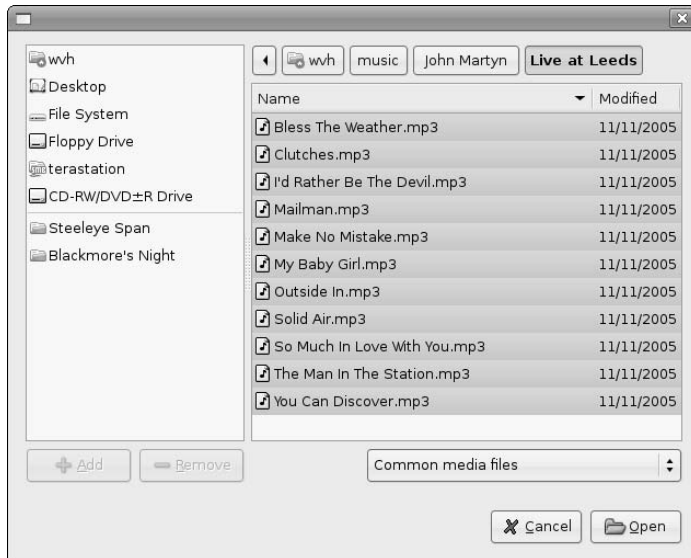 wvh
Desktop
File System
Floppy Drive
terastation
CD-RW/DVD±R Drive
Steeleye Span
Blackmore's Night
wvh music John Martyn Live at Leeds
Name Modified
Bless The Weather.mp3 11/11/2005
Clutches.mp3 11/11/2005
I'd Rather Be The Devil.mp3 11/11/2005
Mailman.mp3 11/11/2005
Make No Mistake.mp3 11/11/2005
My Baby Girl.mp3 11/11/2005
Outside In.mp3 11/11/2005
Solid Air.mp3 11/11/2005
So Much In Love With You.mp3 11/11/2005
The Man In The Station.mp3 11/11/2005
You Can Discover.mp3 11/11/2005
Add Remove Common media files
Cancel Open